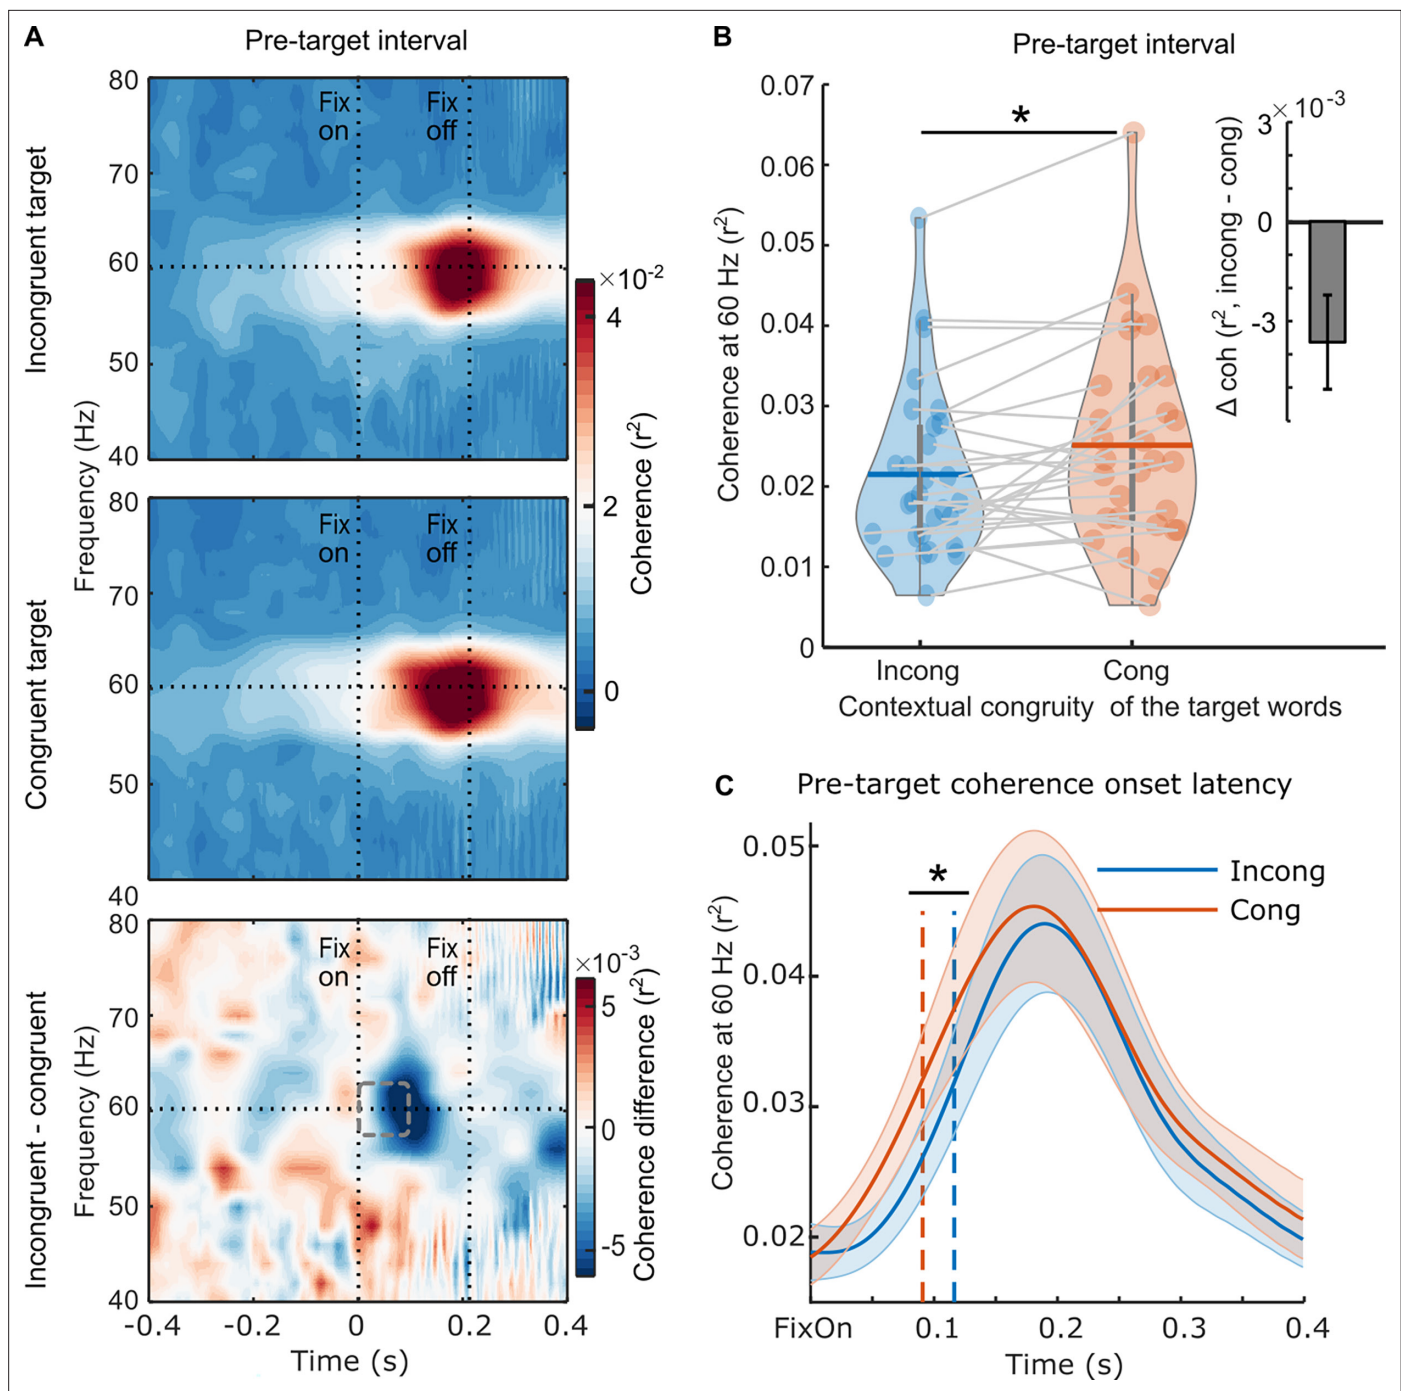 A
Pre-target interval
Incongruent target
80
70
60
50
40
Fix on
Fix off
×10-2
4
2
0
Coherence (r2)
Frequency (Hz)
Congruent target
80
70
60
50
40
Fix on
Fix off
Incongruent - congruent
Frequency (Hz)
80
70
60
50
40
Fix on
Fix off
×10-3
5
0
-5
Coherence difference (r2)
-0.4
-0.2
0
0.2
0.4
Time (s)
B
Pre-target interval
Coherence at 60 Hz (r2)
0.07
0.06
0.05
0.04
0.03
0.02
0.01
0
*
Incong
Cong
Contextual congruity of the target words
Δ coh (r2, incong - cong)
×10-3
3
0
-3
C
Pre-target coherence onset latency
Coherence at 60 Hz (r2)
0.05
0.04
0.03
0.02
*
Incong
Cong
FixOn
0.1
0.2
0.3
0.4
Time (s)